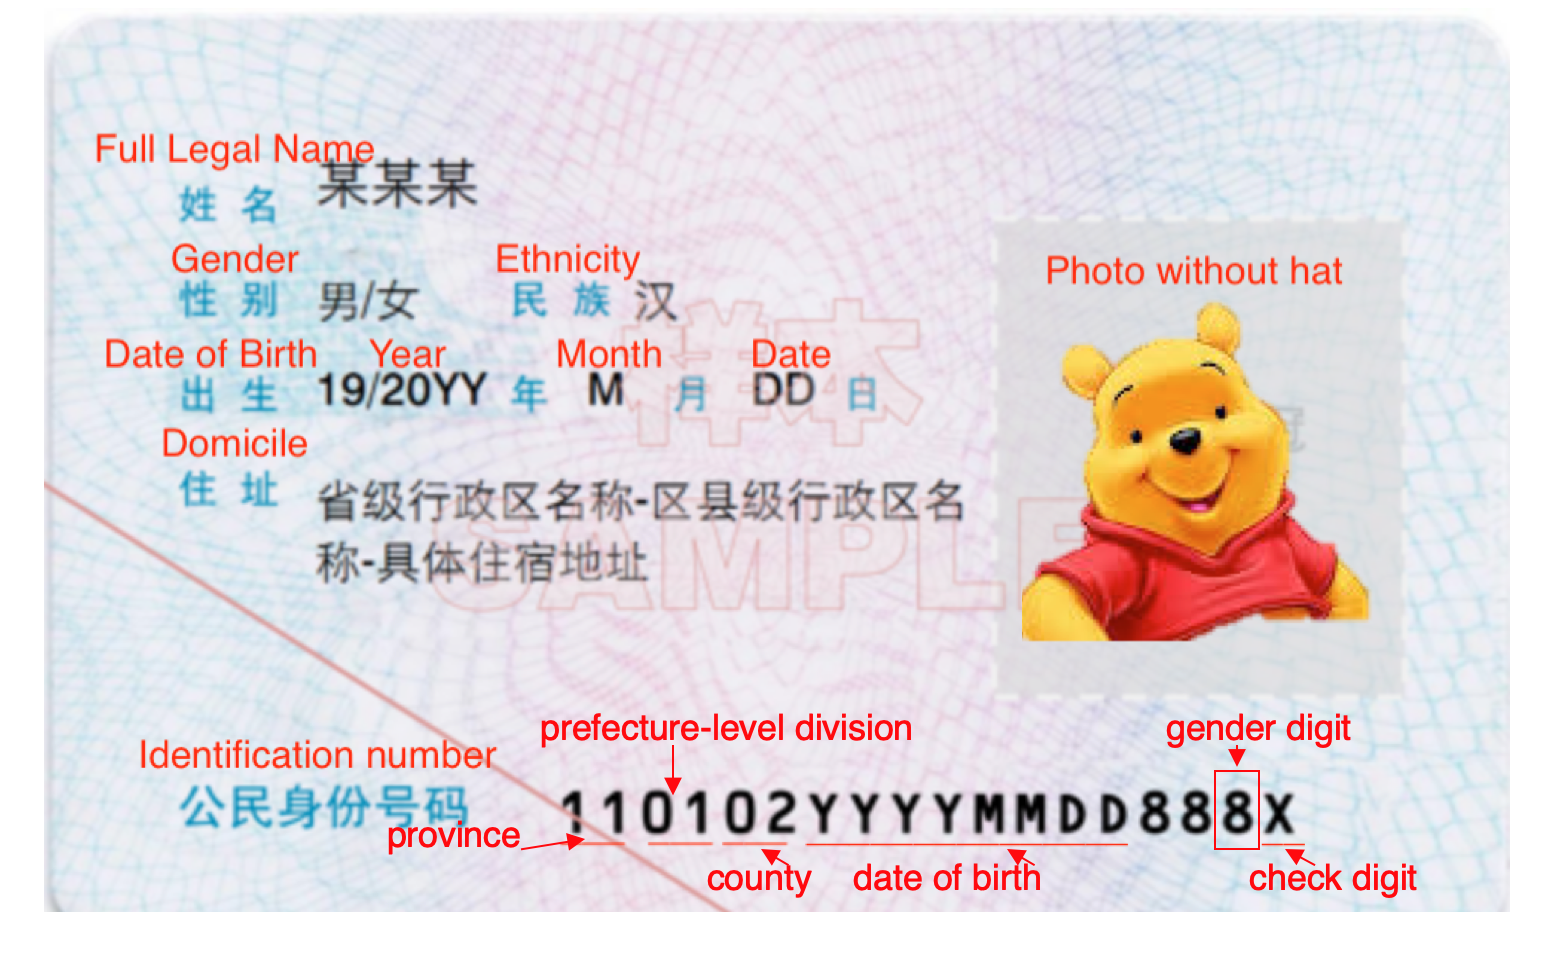 Full Legal Name
姓 名 某某某
Gender Ethnicity
性 别 男/女 民 族 汉
Photo without hat
Date of Birth Year Month Date
出 生 19/20YY 年 M 月 DD 日
样本
Domicile
住 址 省级行政区名称-区县级行政区名
称-具体住宿地址
SAMPLE
prefecture-level division gender digit
Identification number
公民身份号码 110102YYYYMMDD888X
province
county date of birth check digit